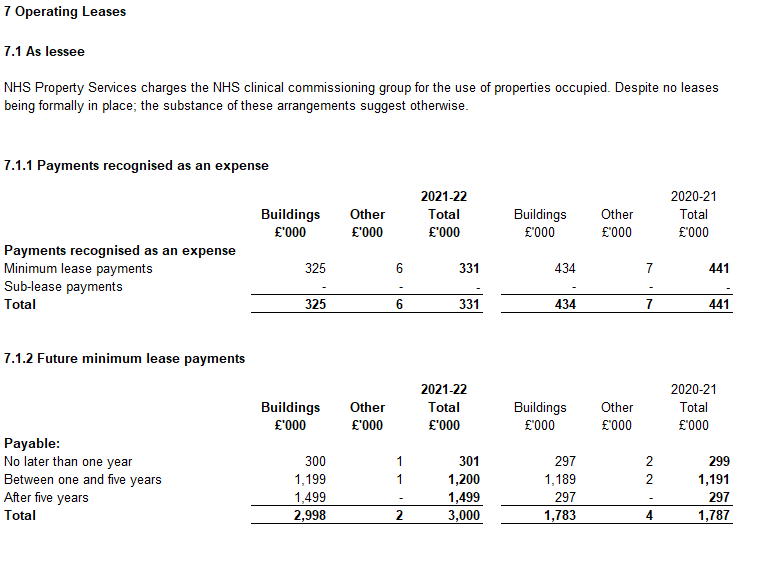 7 Operating Leases
7.1 As lessee
NHS Property Services charges the NHS clinical commissioning group for the use of properties occupied. Despite no leases
being formally in place; the substance of these arrangements suggest otherwise.
7.1.1 Payments recognised as an expense
2021-22 2020-21
Buildings Other Total Buildings Other Total
£'000 £'000 £'000 £'000 £'000 £'000
Payments recognised as an expense
Minimum lease payments 325 6 331 434 7 441
Sub-lease payments - - - - - -
Total 325 6 331 434 7 441
7.1.2 Future minimum lease payments
2021-22 2020-21
Buildings Other Total Buildings Other Total
£'000 £'000 £'000 £'000 £'000 £'000
Payable:
No later than one year 300 1 301 297 2 299
Between one and five years 1,199 1 1,200 1,189 2 1,191
After five years 1,499 - 1,499 297 - 297
Total 2,998 2 3,000 1,783 4 1,787